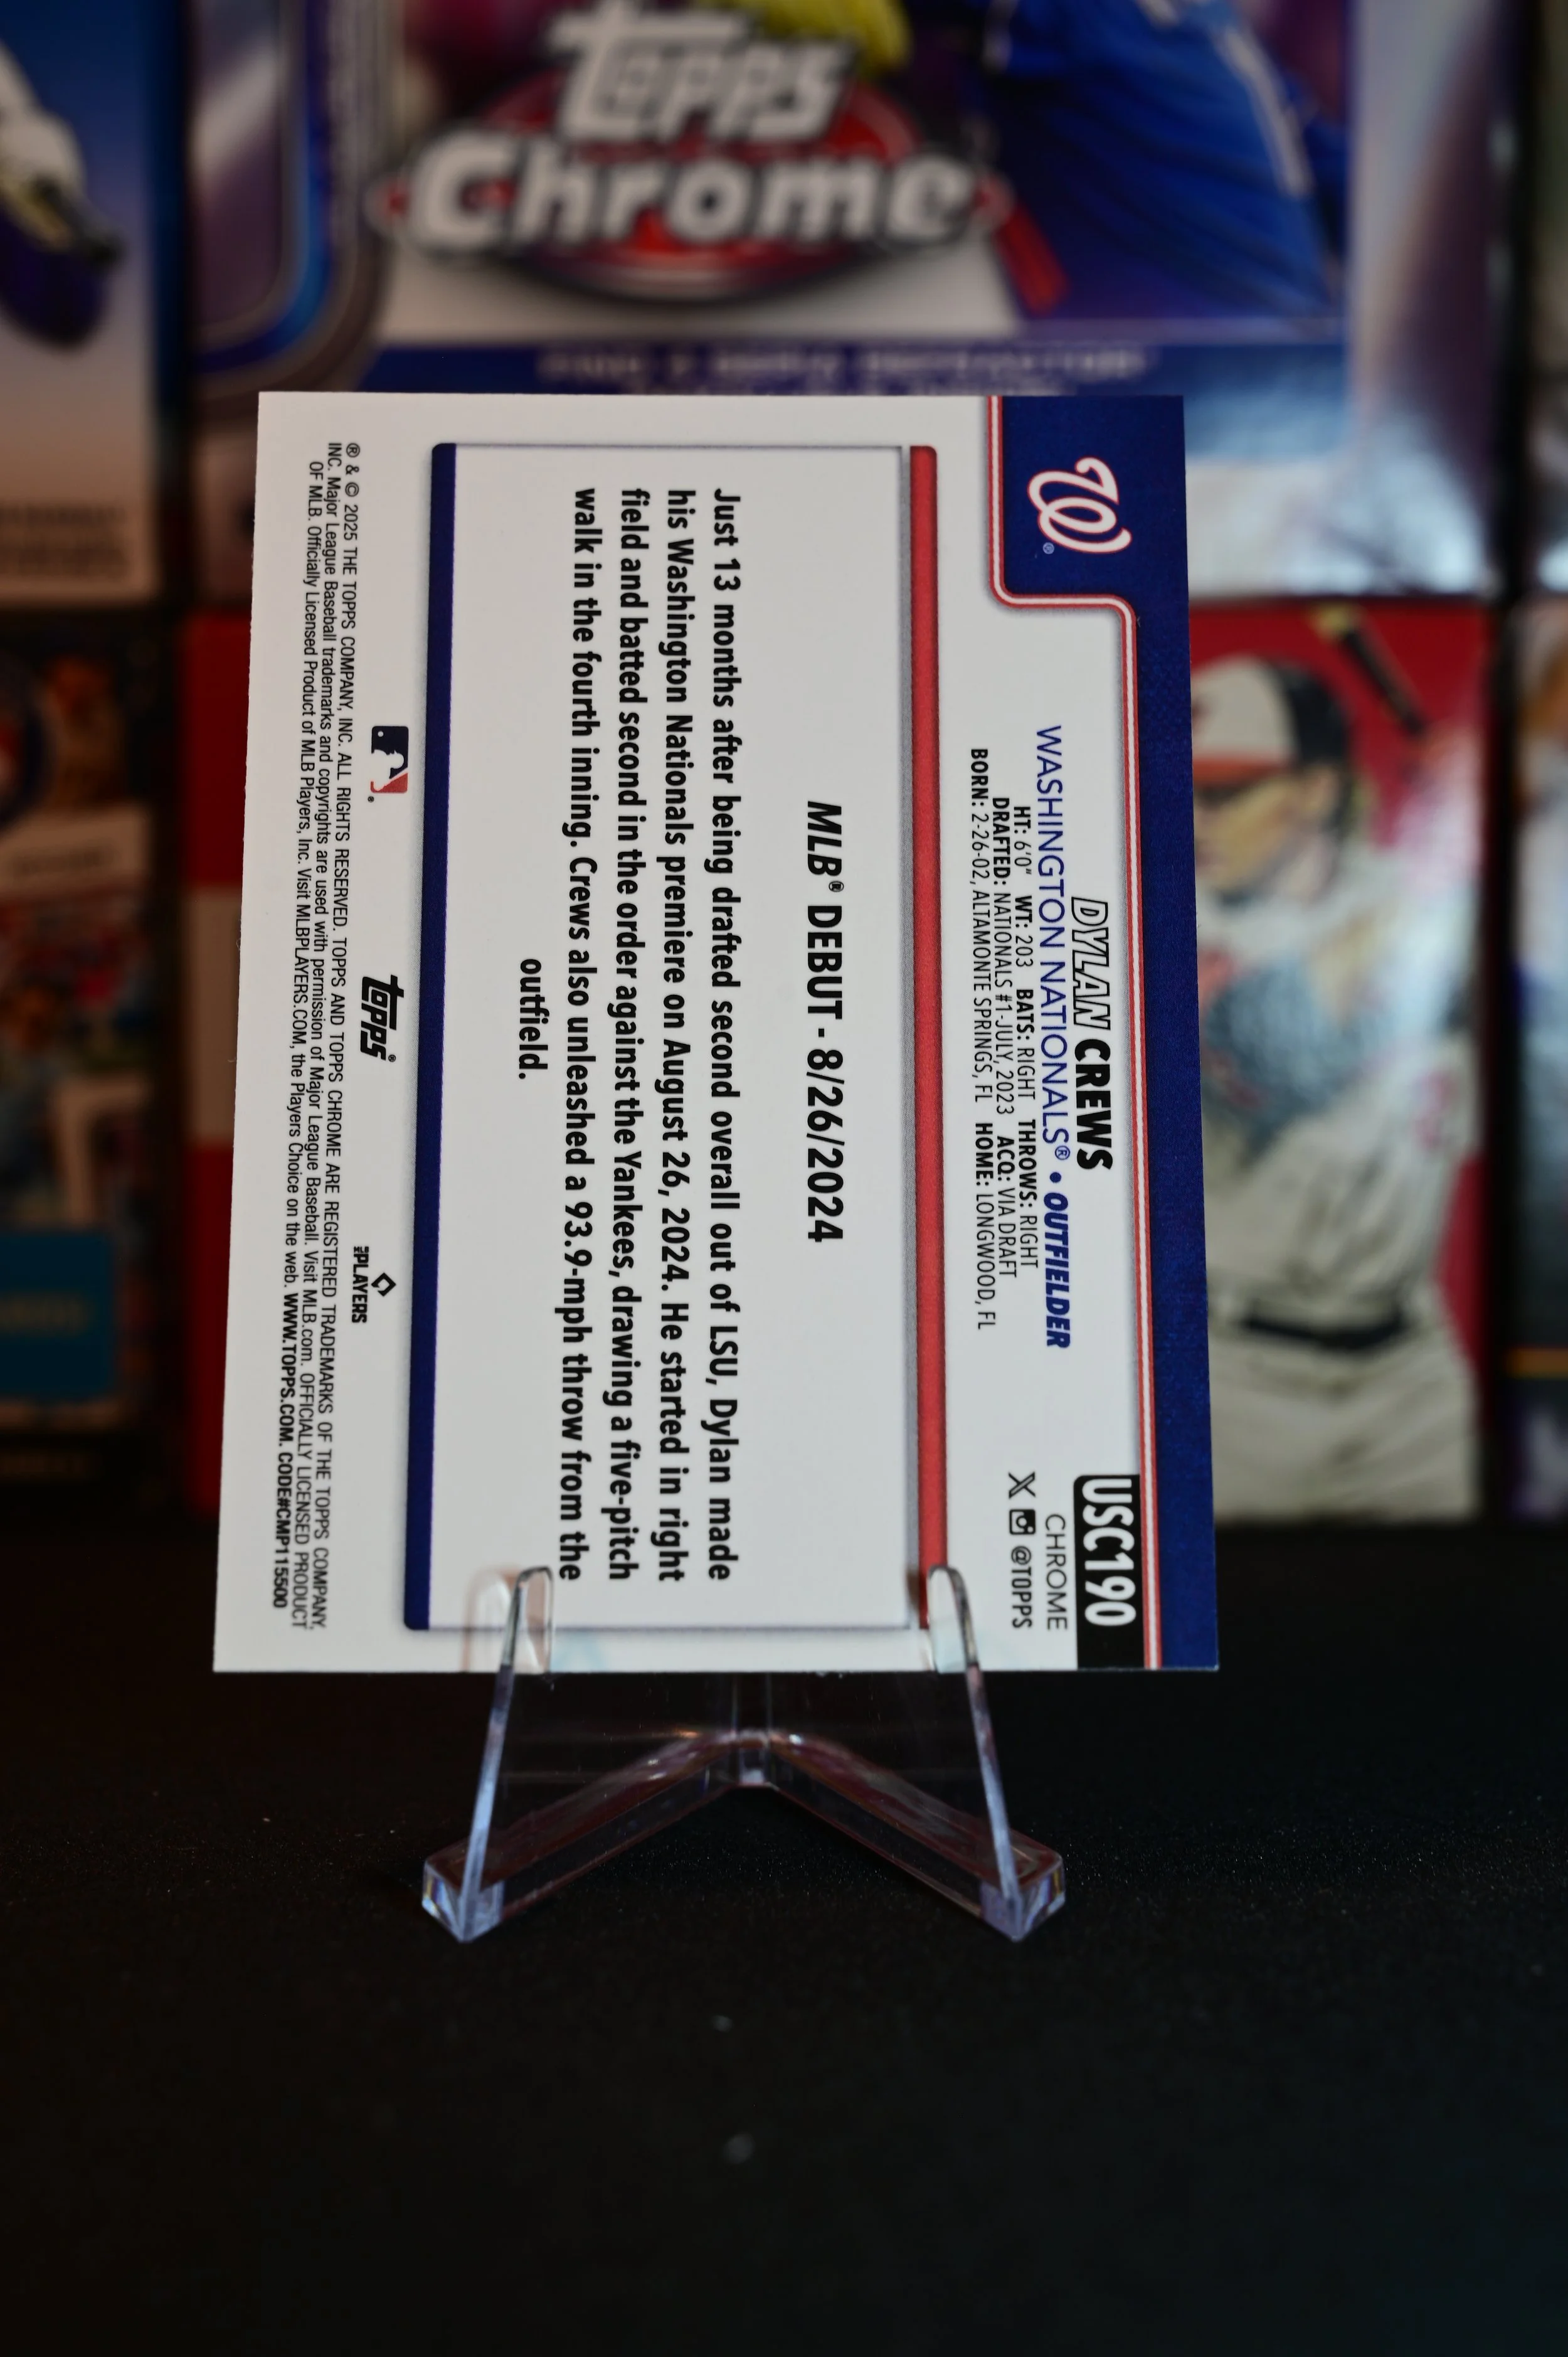 Topps
Chrome
W®
DYLAN CREWS
WASHINGTON NATIONALS® • OUTFIELDER
HT: 6'0" WT: 203 BATS: RIGHT THROWS: RIGHT
DRAFTED: NATIONALS #1-JULY, 2023 ACQ: VIA DRAFT
BORN: 2-26-02, ALTAMONTE SPRINGS, FL HOME: LONGWOOD, FL
USC190
CHROME
X @TOPPS
MLB® DEBUT - 8/26/2024
Just 13 months after being drafted second overall out of LSU, Dylan made
his Washington Nationals premiere on August 26, 2024. He started in right
field and batted second in the order against the Yankees, drawing a five-pitch
walk in the fourth inning. Crews also unleashed a 93.9-mph throw from the
outfield.
topps®
PLAYERS
® & © 2025 THE TOPPS COMPANY, INC. ALL RIGHTS RESERVED. TOPPS AND TOPPS CHROME ARE REGISTERED TRADEMARKS OF THE TOPPS COMPANY,
INC. Major League Baseball trademarks and copyrights are used with permission of Major League Baseball. Visit MLB.com. OFFICIALLY LICENSED PRODUCT
OF MLB. Officially Licensed Product of MLB Players, Inc. Visit MLBPLAYERS.COM, the Players Choice on the web. WWW.TOPPS.COM. CODE#CMP115500